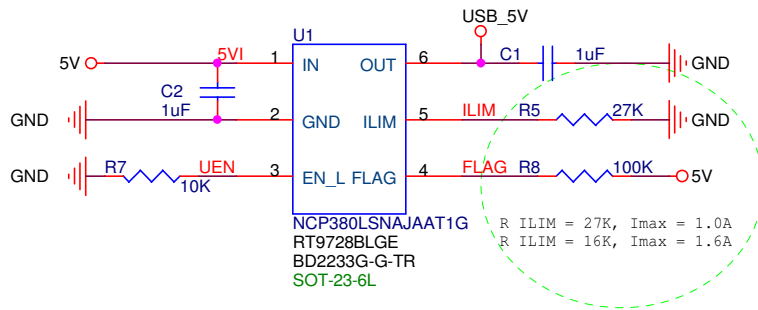 USB_5V
U1
5V 5VI 1 IN OUT 6 C1 1uF GND
C2
1uF
GND 2 GND ILIM 5 ILIM R5 27K GND
GND R7 10K UEN 3 EN_L FLAG 4 FLAG R8 100K 5V
NCP380LSNAJAAT1G
RT9728BLGE
BD2233G-G-TR
SOT-23-6L
R ILIM = 27K, Imax = 1.0A
R ILIM = 16K, Imax = 1.6A